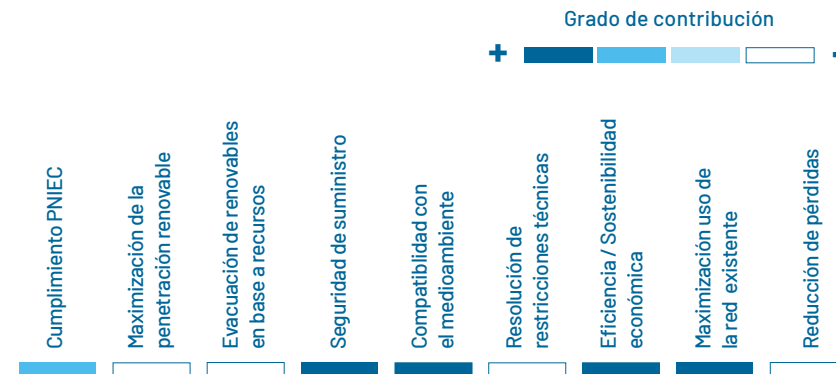 Grado de contribución
+
Cumplimiento PNIEC
Maximización de la
penetración renovable
Evacuación de renovables
en base a recursos
Seguridad de suministro
Compatiblidad con
el medioambiente
Resolución de
restricciones técnicas
Eficiencia / Sostenibilidad
económica
Maximización uso de
la red existente
Reducción de pérdidas